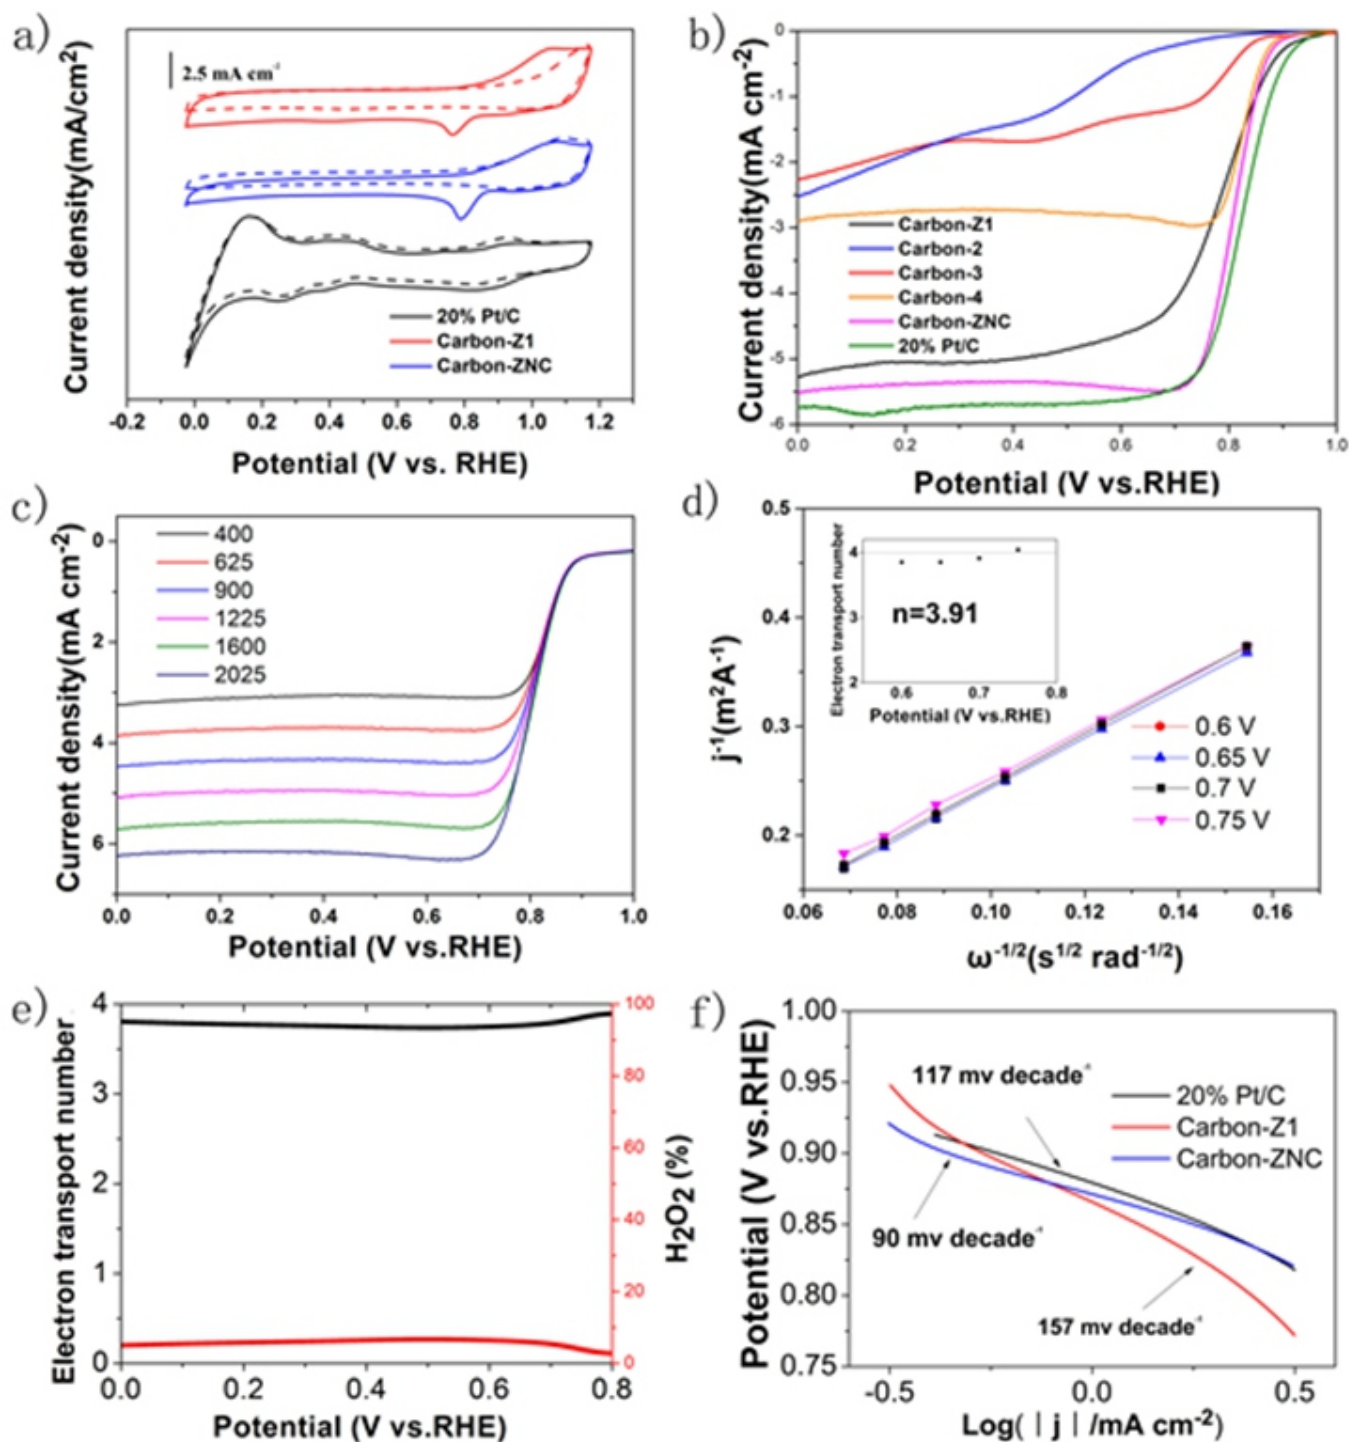 a)
Current density(mA/cm²)
2.5 mA cm⁻²
20% Pt/C
Carbon-Z1
Carbon-ZNC
-0.2 0.0 0.2 0.4 0.6 0.8 1.0 1.2
Potential (V vs. RHE)
b)
Current density(mA cm⁻²)
0
-1
-2
-3
-4
-5
-6
Carbon-Z1
Carbon-2
Carbon-3
Carbon-4
Carbon-ZNC
20% Pt/C
0.0 0.2 0.4 0.6 0.8 1.0
Potential (V vs.RHE)
c)
Current density(mA cm⁻²)
0
2
4
6
400
625
900
1225
1600
2025
0.0 0.2 0.4 0.6 0.8 1.0
Potential (V vs.RHE)
d)
j⁻¹(m²A⁻¹)
0.5
0.4
0.3
0.2
Electron transport number
4
3
2
n=3.91
0.6 0.7 0.8
Potential (V vs.RHE)
0.6 V
0.65 V
0.7 V
0.75 V
0.06 0.08 0.10 0.12 0.14 0.16
ω⁻¹/²(s¹/² rad⁻¹/²)
e)
Electron transport number
4
3
2
1
0
100
80
60
40
20
0
H₂O₂ (%)
0.0 0.2 0.4 0.6 0.8
Potential (V vs.RHE)
f)
Potential (V vs.RHE)
1.00
0.95
0.90
0.85
0.80
0.75
117 mv decade⁻¹
20% Pt/C
Carbon-Z1
Carbon-ZNC
90 mv decade⁻¹
157 mv decade⁻¹
-0.5 0.0 0.5
Log(|j|/mA cm⁻²)